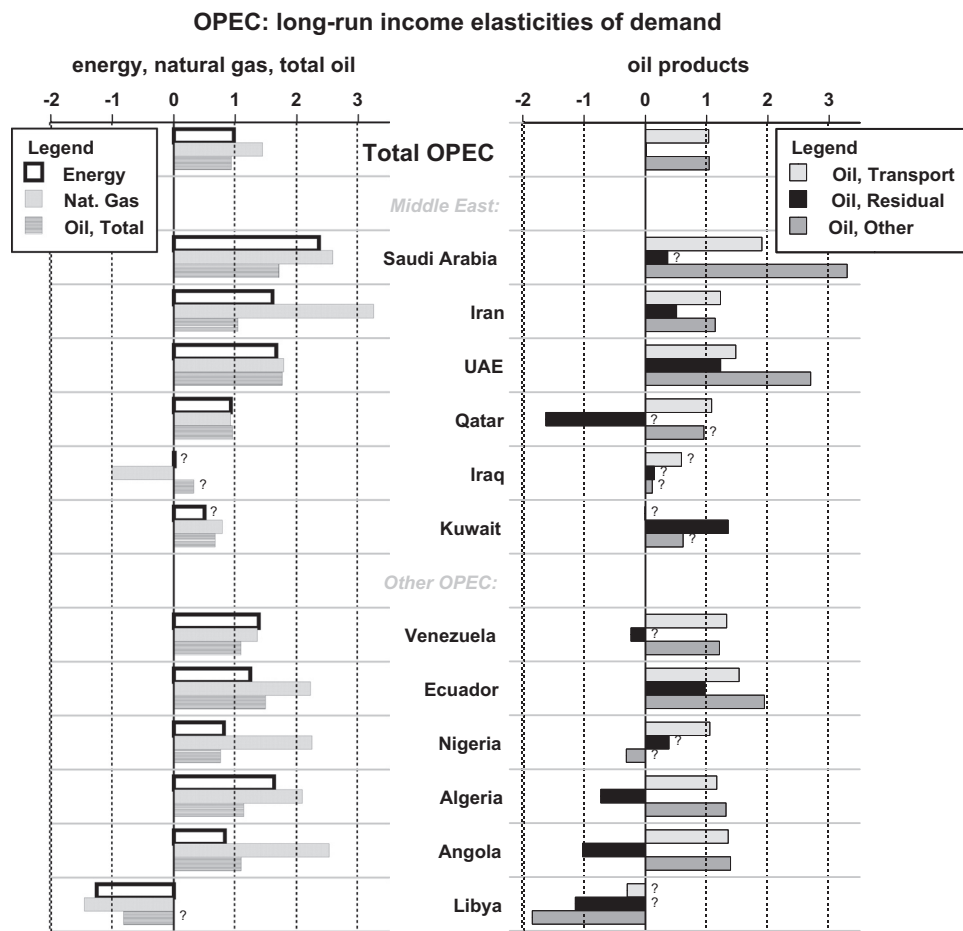 OPEC: long-run income elasticities of demand
energy, natural gas, total oil
oil products
-2 -1 0 1 2 3
-2 -1 0 1 2 3
Legend
Energy
Nat. Gas
Oil, Total
Total OPEC
Legend
Oil, Transport
Oil, Residual
Oil, Other
Middle East:
Saudi Arabia
?
Iran
UAE
Qatar
?
?
Iraq
?
?
?
?
?
Kuwait
?
?
?
Other OPEC:
Venezuela
?
Ecuador
Nigeria
?
?
Algeria
Angola
Libya
?
?
?